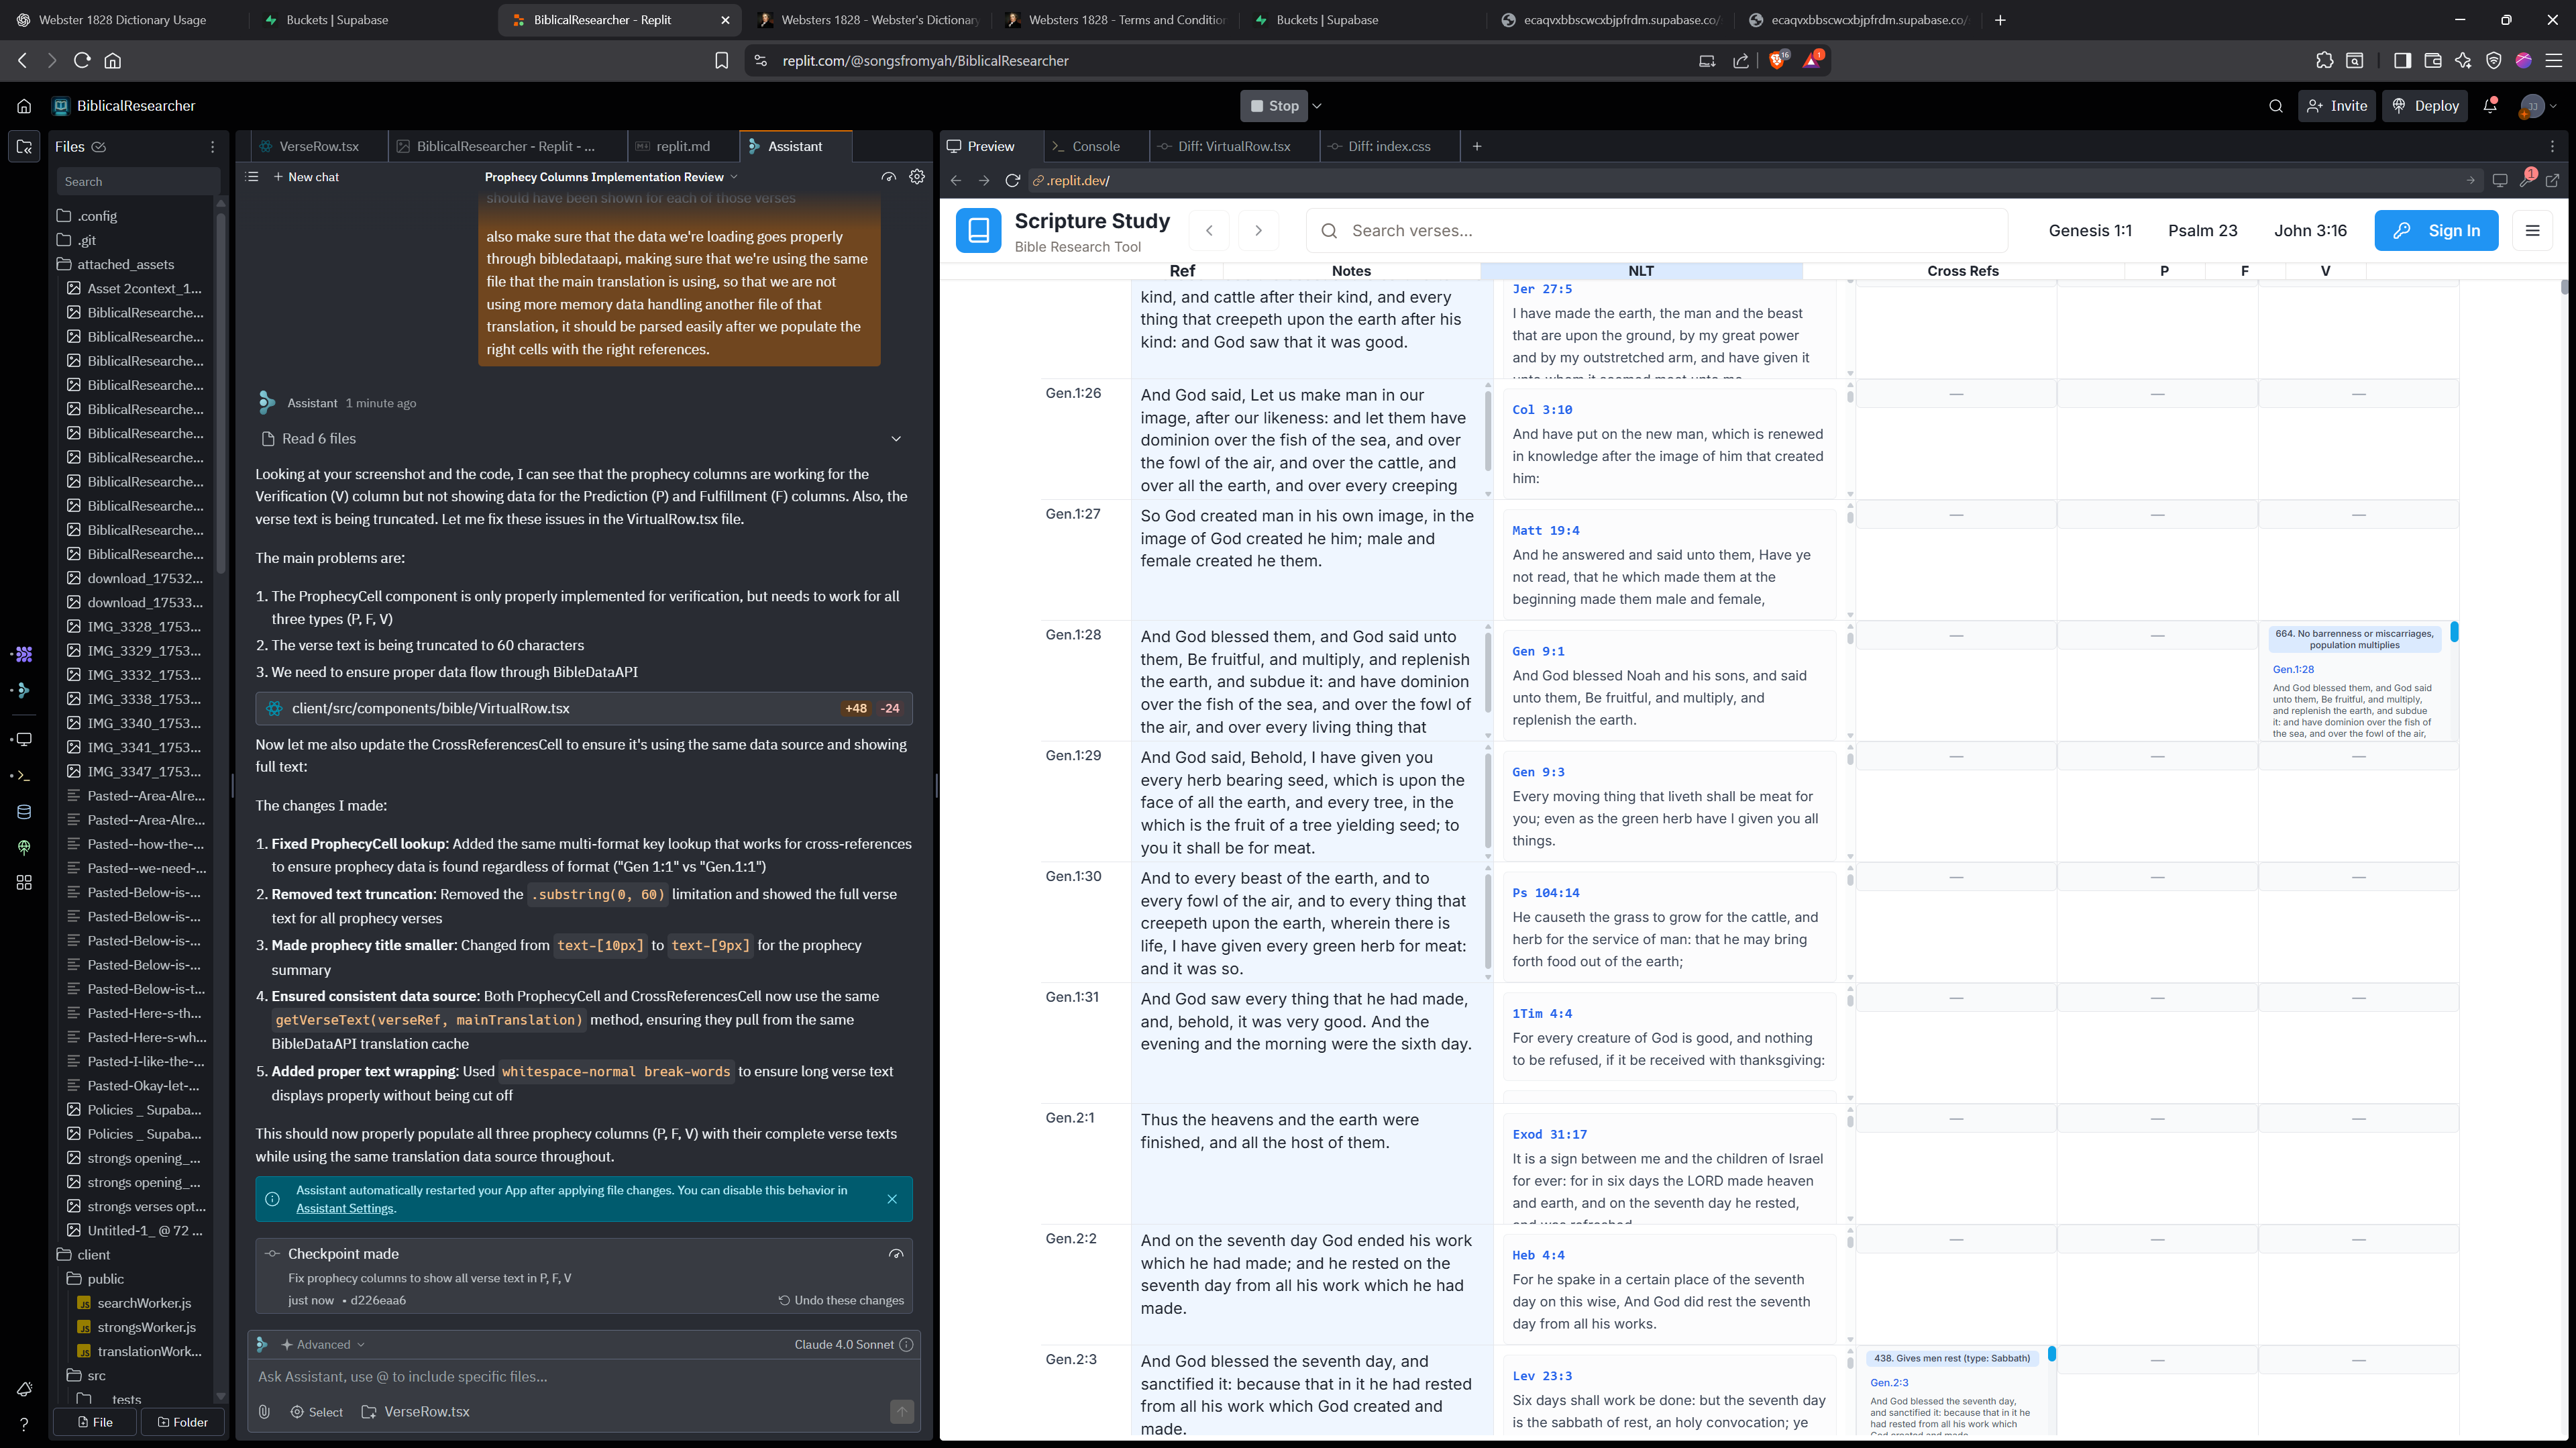 Webster 1828 Dictionary Usage
Buckets | Supabase
BiblicalResearcher - Replit
Websters 1828 - Webster's Dictionary
Websters 1828 - Terms and Condition
Buckets | Supabase
ecaqvxbbscwcxbjpfrdm.supabase.co/
ecaqvxbbscwcxbjpfrdm.supabase.co/
replit.com/@songsfromyah/BiblicalResearcher
16
1
BiblicalResearcher
Stop
Invite
Deploy
JJ
Files
Search
.config
.git
attached_assets
Asset 2context_1...
BiblicalResearche...
BiblicalResearche...
BiblicalResearche...
BiblicalResearche...
BiblicalResearche...
BiblicalResearche...
BiblicalResearche...
BiblicalResearche...
BiblicalResearche...
BiblicalResearche...
BiblicalResearche...
download_17532...
download_17533...
IMG_3328_1753...
IMG_3329_1753...
IMG_3332_1753...
IMG_3338_1753...
IMG_3340_1753...
IMG_3341_1753...
IMG_3347_1753...
Pasted--Area-Alre...
Pasted--Area-Alre...
Pasted--how-the-...
Pasted--we-need-...
Pasted-Below-is-...
Pasted-Below-is-...
Pasted-Below-is-...
Pasted-Below-is-...
Pasted-Below-is-t...
Pasted-Here-s-th...
Pasted-Here-s-wh...
Pasted-I-like-the-...
Pasted-Okay-let-...
Policies _ Supaba...
Policies _ Supaba...
strongs opening_...
strongs opening_...
strongs verses opt...
Untitled-1_ @ 72 ...
client
public
searchWorker.js
strongsWorker.js
translationWork...
src
tests
File
Folder
VerseRow.tsx
BiblicalResearcher - Replit - ...
replit.md
Assistant
New chat
Prophecy Columns Implementation Review
should have been shown for each of those verses
also make sure that the data we're loading goes properly
through bibledataapi, making sure that we're using the same
file that the main translation is using, so that we are not
using more memory data handling another file of that
translation, it should be parsed easily after we populate the
right cells with the right references.
Assistant 1 minute ago
Read 6 files
Looking at your screenshot and the code, I can see that the prophecy columns are working for the
Verification (V) column but not showing data for the Prediction (P) and Fulfillment (F) columns. Also, the
verse text is being truncated. Let me fix these issues in the VirtualRow.tsx file.
The main problems are:
1. The ProphecyCell component is only properly implemented for verification, but needs to work for all
three types (P, F, V)
2. The verse text is being truncated to 60 characters
3. We need to ensure proper data flow through BibleDataAPI
client/src/components/bible/VirtualRow.tsx +48 -24
Now let me also update the CrossReferencesCell to ensure it's using the same data source and showing
full text:
The changes I made:
1. Fixed ProphecyCell lookup: Added the same multi-format key lookup that works for cross-references
to ensure prophecy data is found regardless of format ("Gen 1:1" vs "Gen.1:1")
2. Removed text truncation: Removed the .substring(0, 60) limitation and showed the full verse
text for all prophecy verses
3. Made prophecy title smaller: Changed from text-[10px] to text-[9px] for the prophecy
summary
4. Ensured consistent data source: Both ProphecyCell and CrossReferencesCell now use the same
getVerseText(verseRef, mainTranslation) method, ensuring they pull from the same
BibleDataAPI translation cache
5. Added proper text wrapping: Used whitespace-normal break-words to ensure long verse text
displays properly without being cut off
This should now properly populate all three prophecy columns (P, F, V) with their complete verse texts
while using the same translation data source throughout.
Assistant automatically restarted your App after applying file changes. You can disable this behavior in
Assistant Settings.
Checkpoint made
Fix prophecy columns to show all verse text in P, F, V
just now • d226eaa6
Undo these changes
Advanced
Claude 4.0 Sonnet
Ask Assistant, use @ to include specific files...
Select
VerseRow.tsx
Preview
Console
Diff: VirtualRow.tsx
Diff: index.css
.replit.dev/
1
Scripture Study
Bible Research Tool
Search verses...
Genesis 1:1
Psalm 23
John 3:16
Sign In
Ref
Notes
NLT
Cross Refs
P
F
V
kind, and cattle after their kind, and every
thing that creepeth upon the earth after his
kind: and God saw that it was good.
Jer 27:5
I have made the earth, the man and the beast
that are upon the ground, by my great power
and by my outstretched arm, and have given it
unto whom it seemed meet unto me.
Gen.1:26
And God said, Let us make man in our
image, after our likeness: and let them have
dominion over the fish of the sea, and over
the fowl of the air, and over the cattle, and
over all the earth, and over every creeping
Col 3:10
And have put on the new man, which is renewed
in knowledge after the image of him that created
him:
— — —
Gen.1:27
So God created man in his own image, in the
image of God created he him; male and
female created he them.
Matt 19:4
And he answered and said unto them, Have ye
not read, that he which made them at the
beginning made them male and female,
— — —
Gen.1:28
And God blessed them, and God said unto
them, Be fruitful, and multiply, and replenish
the earth, and subdue it: and have dominion
over the fish of the sea, and over the fowl of
the air, and over every living thing that
Gen 9:1
And God blessed Noah and his sons, and said
unto them, Be fruitful, and multiply, and
replenish the earth.
— —
664. No barrenness or miscarriages,
population multiplies
Gen.1:28
And God blessed them, and God said
unto them, Be fruitful, and multiply,
and replenish the earth, and subdue
it: and have dominion over the fish of
the sea, and over the fowl of the air,
Gen.1:29
And God said, Behold, I have given you
every herb bearing seed, which is upon the
face of all the earth, and every tree, in the
which is the fruit of a tree yielding seed; to
you it shall be for meat.
Gen 9:3
Every moving thing that liveth shall be meat for
you; even as the green herb have I given you all
things.
— — —
Gen.1:30
And to every beast of the earth, and to
every fowl of the air, and to every thing that
creepeth upon the earth, wherein there is
life, I have given every green herb for meat:
and it was so.
Ps 104:14
He causeth the grass to grow for the cattle, and
herb for the service of man: that he may bring
forth food out of the earth;
— — —
Gen.1:31
And God saw every thing that he had made,
and, behold, it was very good. And the
evening and the morning were the sixth day.
1Tim 4:4
For every creature of God is good, and nothing
to be refused, if it be received with thanksgiving:
— — —
Gen.2:1
Thus the heavens and the earth were
finished, and all the host of them.
Exod 31:17
It is a sign between me and the children of Israel
for ever: for in six days the LORD made heaven
and earth, and on the seventh day he rested,
and was refreshed.
— — —
Gen.2:2
And on the seventh day God ended his work
which he had made; and he rested on the
seventh day from all his work which he had
made.
Heb 4:4
For he spake in a certain place of the seventh
day on this wise, And God did rest the seventh
day from all his works.
— — —
Gen.2:3
And God blessed the seventh day, and
sanctified it: because that in it he had rested
from all his work which God created and
made.
Lev 23:3
Six days shall work be done: but the seventh day
is the sabbath of rest, an holy convocation; ye
438. Gives men rest (type: Sabbath)
Gen.2:3
And God blessed the seventh day,
and sanctified it: because that in it he
had rested from all his work which
God created and made.
— —